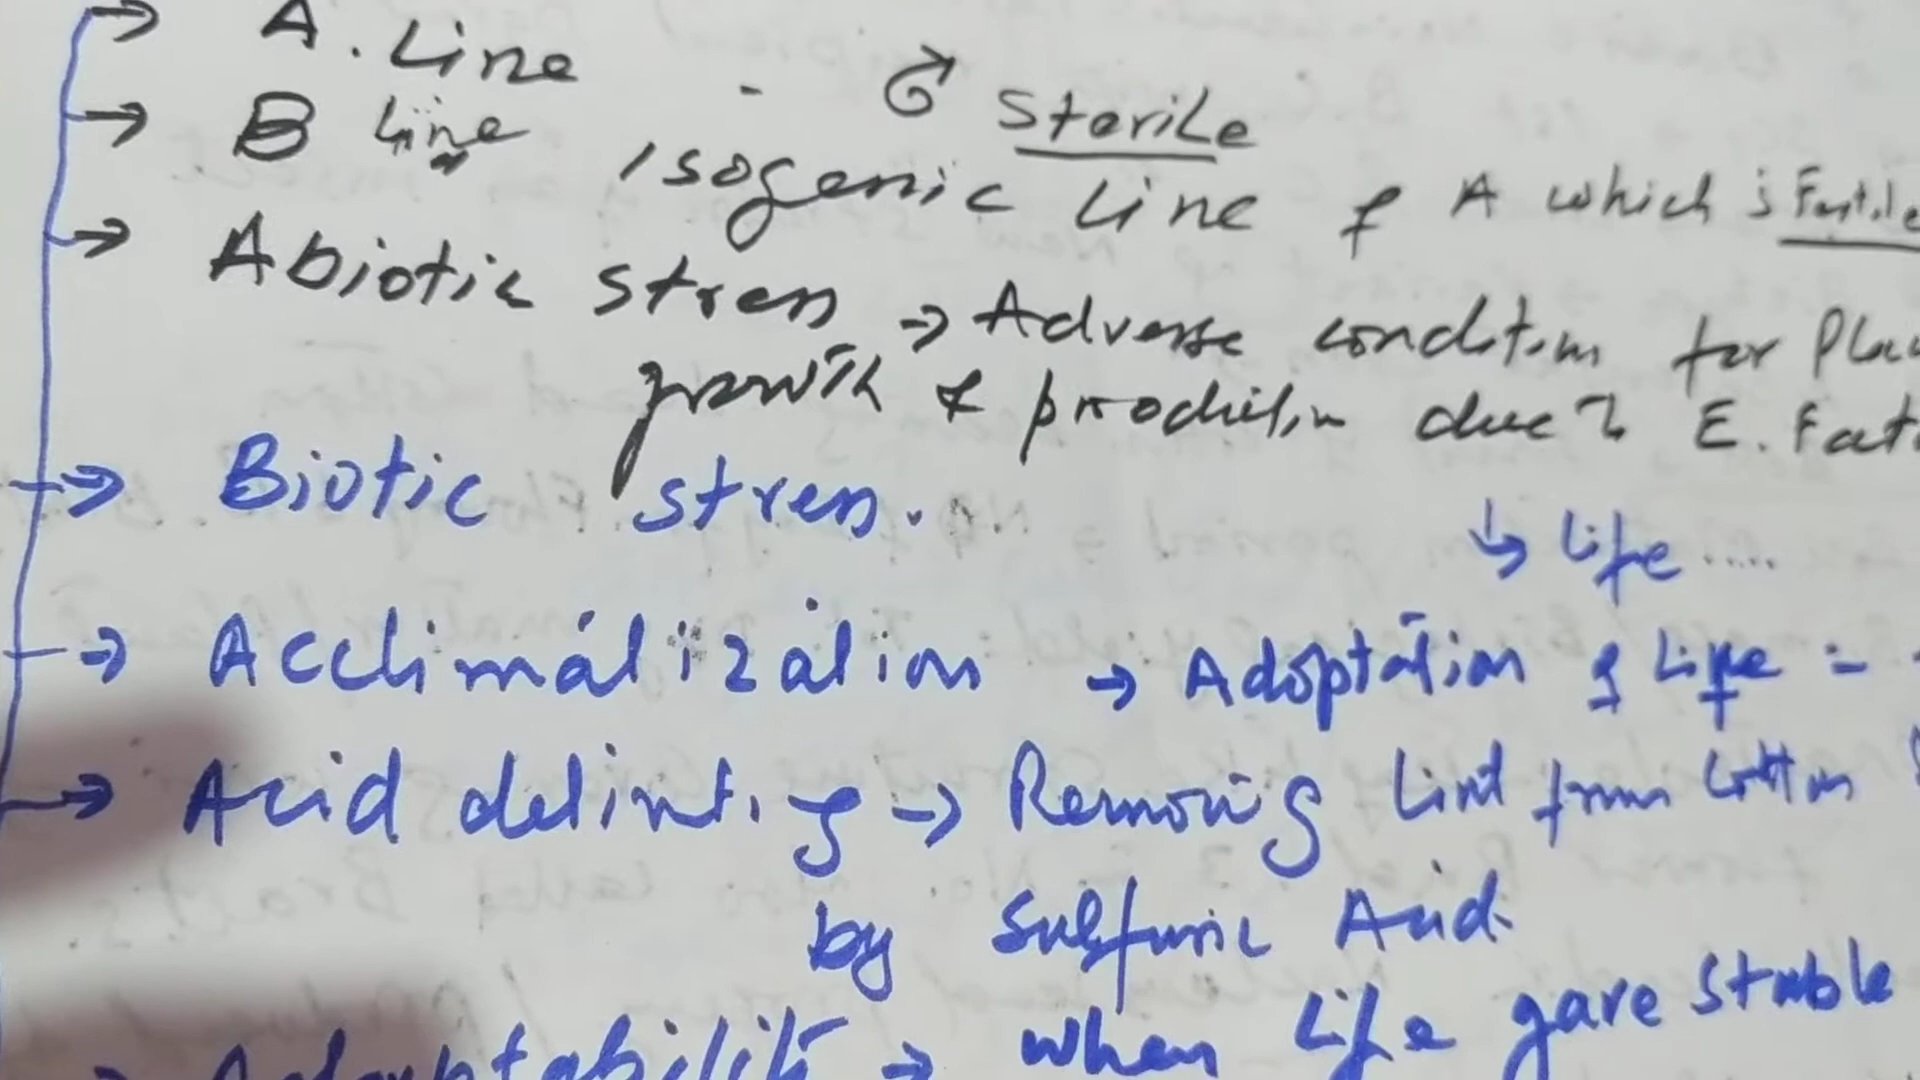 → A. Line - ♂ Sterile
→ B Line Isogenic Line of A which is Fertile
→ Abiotic stress → Adverse condition for Plan
growth & production due to E. Fact
→ Biotic stress. ↳ Life ....
→ Acclimatization → Adoptation of Life :-
→ Acid delinting → Removing Lint from Cotton
by Sulfuric Acid.
→ Adoptability → when Life gave stable